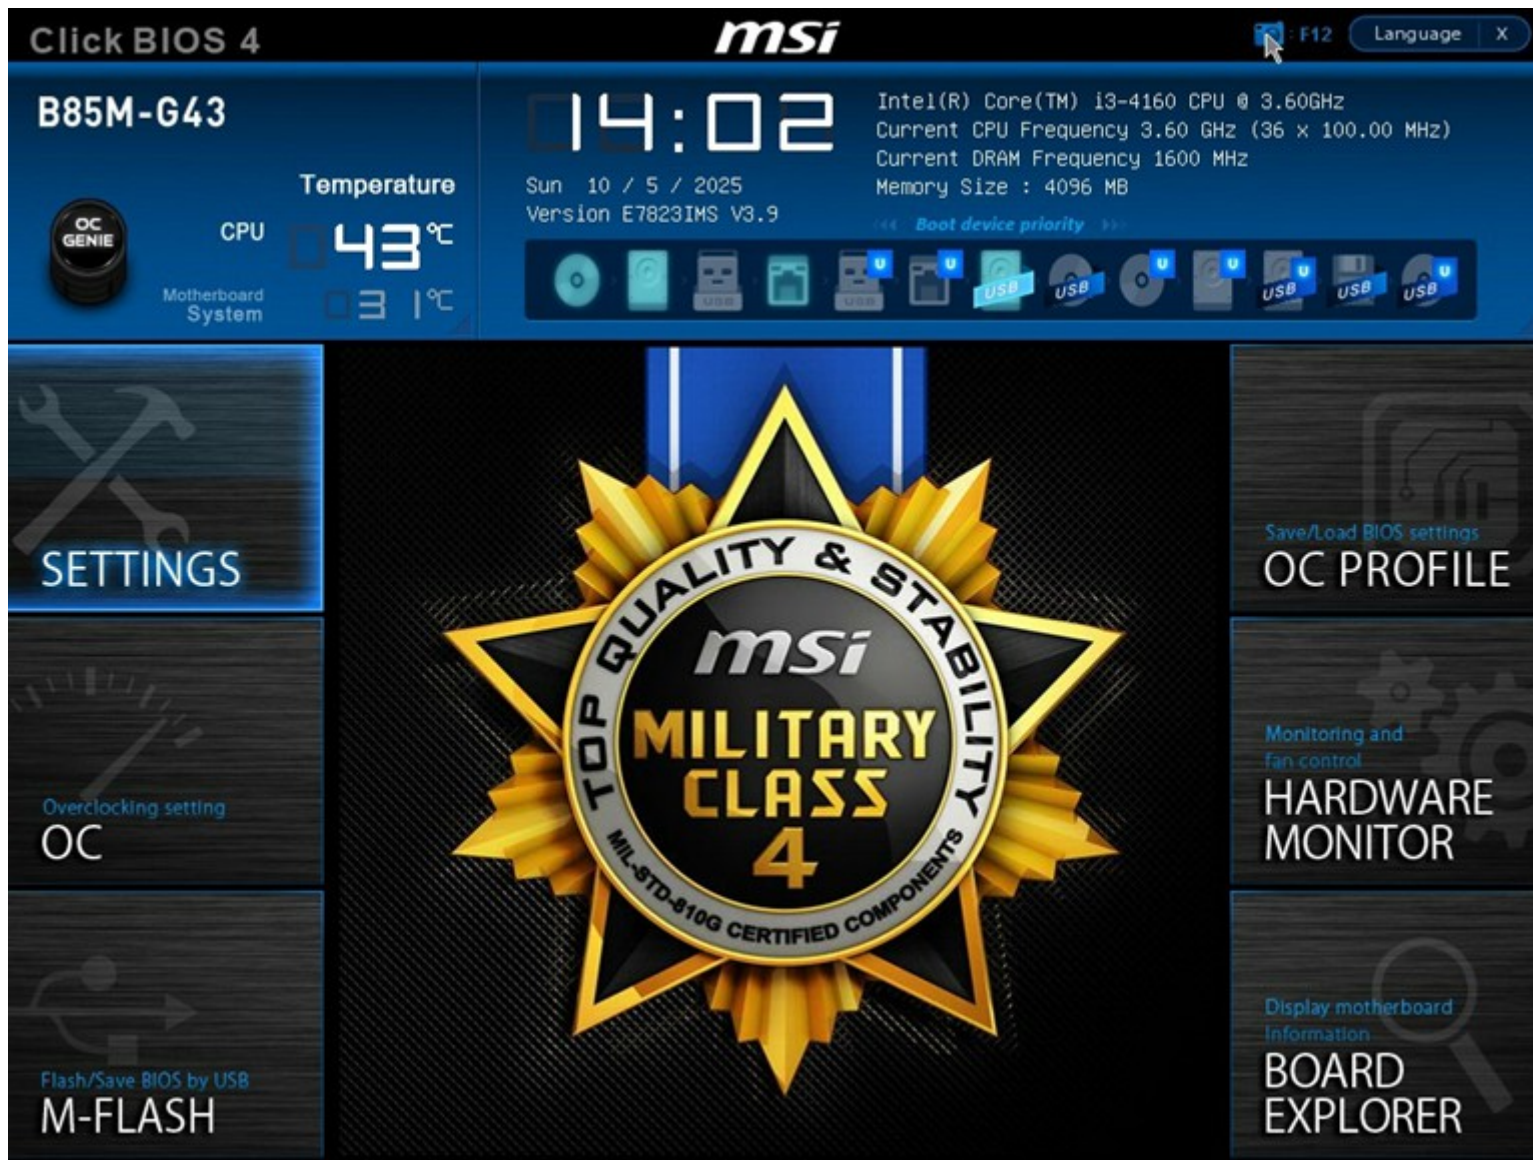 Click BIOS 4
msi
: F12
Language
X
B85M-G43
OC
GENIE
Temperature
CPU
43°C
Motherboard
System
31°C
14:02
Sun 10 / 5 / 2025
Version E7823IMS V3.9
Intel(R) Core(TM) i3-4160 CPU @ 3.60GHz
Current CPU Frequency 3.60 GHz (36 x 100.00 MHz)
Current DRAM Frequency 1600 MHz
Memory Size : 4096 MB
Boot device priority
USB
USB
U
U
USB
USB
U
U
USB
U
USB
USB
U
SETTINGS
Overclocking setting
OC
Flash/Save BIOS by USB
M-FLASH
TOP QUALITY & STABILITY
msi
MILITARY
CLASS
4
MIL-STD-810G CERTIFIED COMPONENTS
Save/Load BIOS settings
OC PROFILE
Monitoring and
fan control
HARDWARE
MONITOR
Display motherboard
Information
BOARD
EXPLORER